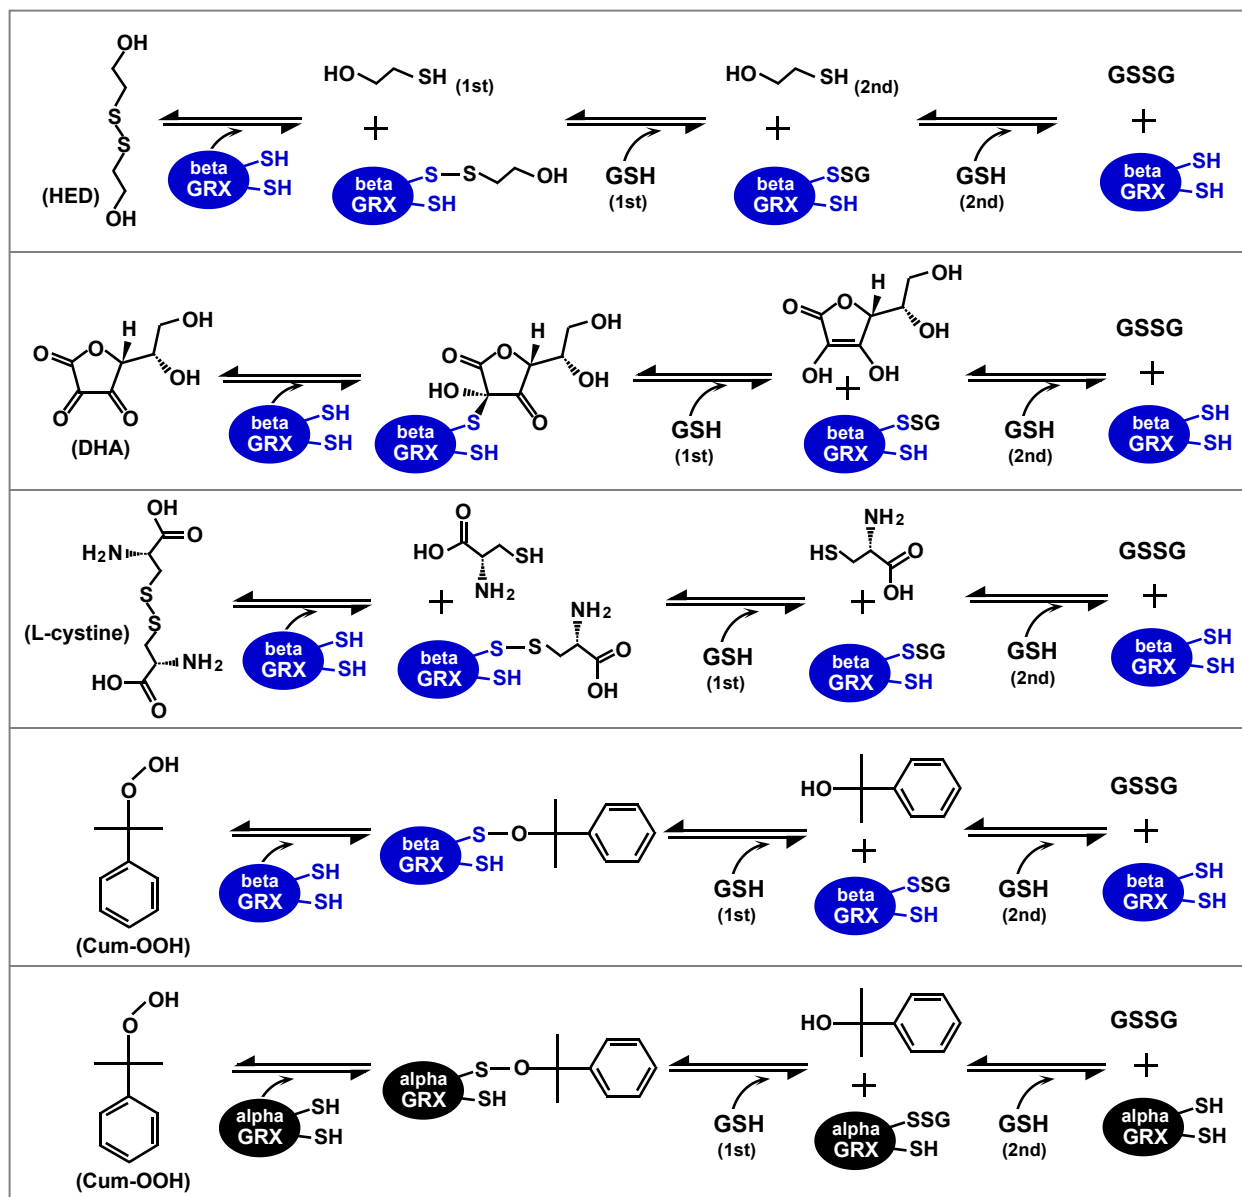 OH
S
S
OH
(HED)
beta
GRX
SH
SH
HO
SH (1st)
+
beta
GRX
S
S
OH
SH
GSH
(1st)
HO
SH (2nd)
+
beta
GRX
SSG
SH
GSH
(2nd)
GSSG
+
beta
GRX
SH
SH
O
O
H
OH
OH
O
O
(DHA)
beta
GRX
SH
SH
O
O
H
OH
OH
HO
O
S
beta
GRX
SH
GSH
(1st)
O
O
H
OH
OH
OH
OH
+
beta
GRX
SSG
SH
GSH
(2nd)
GSSG
+
beta
GRX
SH
SH
OH
O
H2N
S
S
(L-cystine)
NH2
HO
O
beta
GRX
SH
SH
O
HO
SH
NH2
+
beta
GRX
S
S
SH
NH2
O
OH
GSH
(1st)
NH2
SH
O
OH
+
beta
GRX
SSG
SH
GSH
(2nd)
GSSG
+
beta
GRX
SH
SH
OH
O
(Cum-OOH)
beta
GRX
SH
SH
beta
GRX
S
O
SH
GSH
(1st)
HO
+
beta
GRX
SSG
SH
GSH
(2nd)
GSSG
+
beta
GRX
SH
SH
OH
O
(Cum-OOH)
alpha
GRX
SH
SH
alpha
GRX
S
O
SH
GSH
(1st)
HO
+
alpha
GRX
SSG
SH
GSH
(2nd)
GSSG
+
alpha
GRX
SH
SH